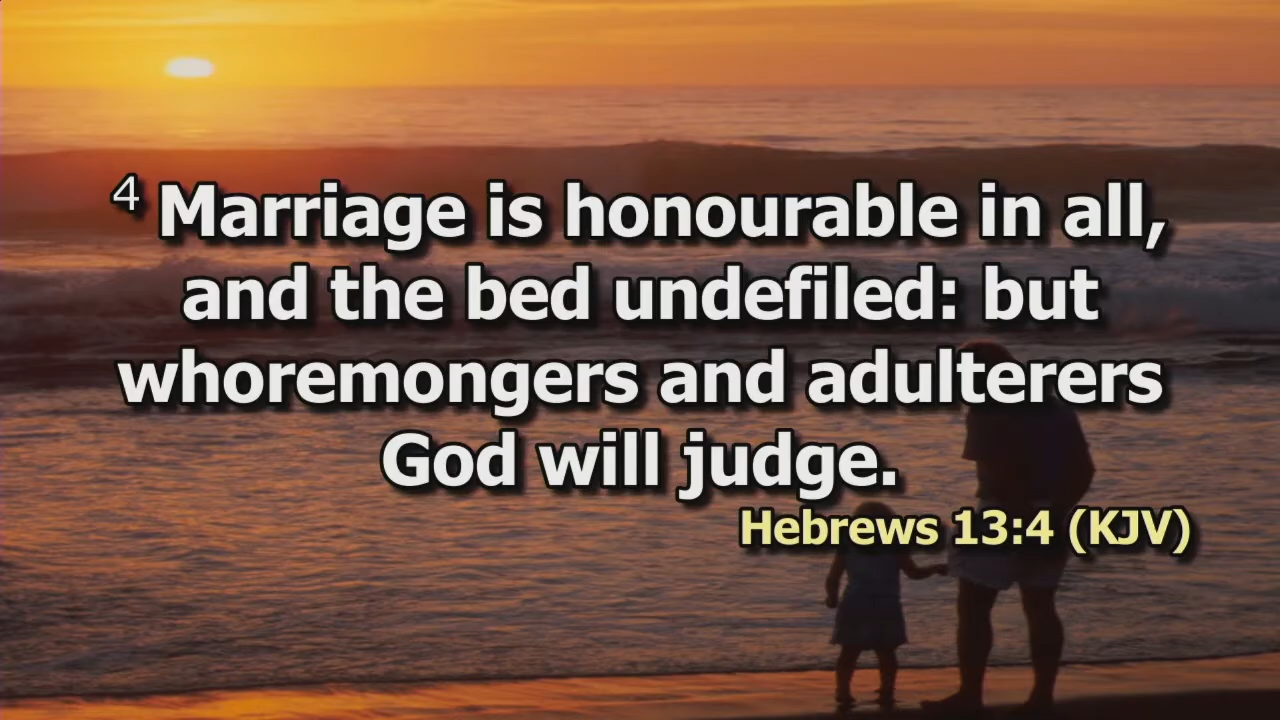 4 Marriage is honourable in all,
and the bed undefiled: but
whoremongers and adulterers
God will judge.
Hebrews 13:4 (KJV)